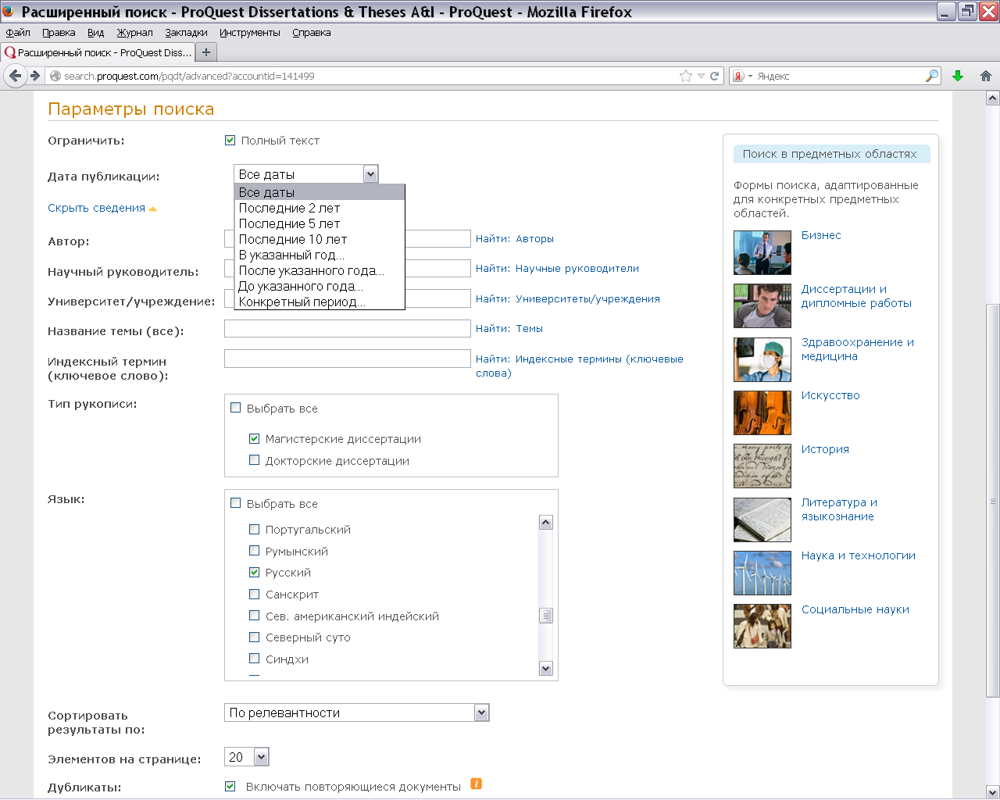 Расширенный поиск - ProQuest Dissertations & Theses A&I - ProQuest - Mozilla Firefox
Файл Правка Вид Журнал Закладки Инструменты Справка
Расширенный поиск - ProQuest Diss...
search.proquest.com/pqdt/advanced?accountid=141499
Яндекс
Параметры поиска
Ограничить:
Полный текст
Дата публикации:
Все даты
Все даты
Последние 2 лет
Последние 5 лет
Последние 10 лет
В указанный год...
После указанного года...
До указанного года...
Конкретный период...
Скрыть сведения
Автор:
Найти: Авторы
Научный руководитель:
Найти: Научные руководители
Университет/учреждение:
Найти: Университеты/учреждения
Название темы (все):
Найти: Темы
Индексный термин
(ключевое слово):
Найти: Индексные термины (ключевые
слова)
Тип рукописи:
Выбрать все
Магистерские диссертации
Докторские диссертации
Язык:
Выбрать все
Португальский
Румынский
Русский
Санскрит
Сев. американский индейский
Северный суто
Синдхи
Сортировать
результаты по:
По релевантности
Элементов на странице:
20
Дубликаты:
Включать повторяющиеся документы
Поиск в предметных областях
Формы поиска, адаптированные
для конкретных предметных
областей.
Бизнес
Диссертации и
дипломные работы
Здравоохранение и
медицина
Искусство
История
Литература и
языкознание
Наука и технологии
Социальные науки